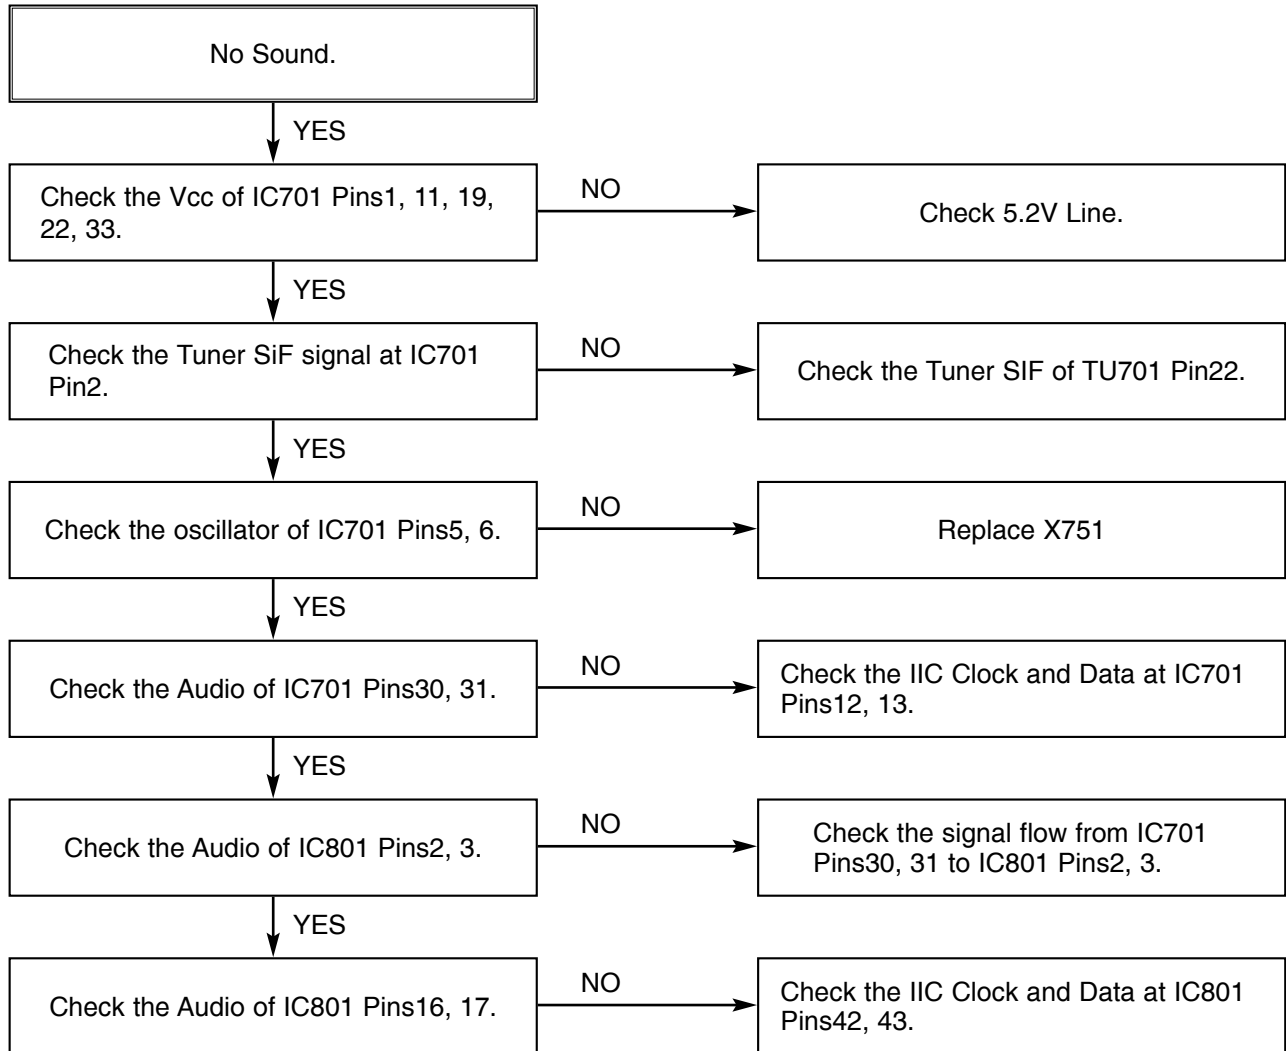 No Sound.
YES
Check the Vcc of IC701 Pins1, 11, 19,
22, 33.
NO
Check 5.2V Line.
YES
Check the Tuner SiF signal at IC701
Pin2.
NO
Check the Tuner SIF of TU701 Pin22.
YES
Check the oscillator of IC701 Pins5, 6.
NO
Replace X751
YES
Check the Audio of IC701 Pins30, 31.
NO
Check the IIC Clock and Data at IC701
Pins12, 13.
YES
Check the Audio of IC801 Pins2, 3.
NO
Check the signal flow from IC701
Pins30, 31 to IC801 Pins2, 3.
YES
Check the Audio of IC801 Pins16, 17.
NO
Check the IIC Clock and Data at IC801
Pins42, 43.